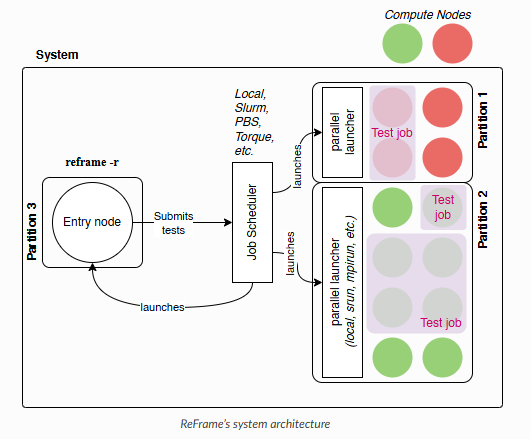 Compute Nodes
System
Local,
Slurm,
PBS,
Torque,
etc.
reframe -r
Partition 3
Entry node
Submits
tests
Job Scheduler
launches
launches
launches
parallel
launcher
Test job
Partition 1
parallel launcher
(local, srun, mpirun, etc.)
Test
job
Test job
Partition 2
ReFrame's system architecture